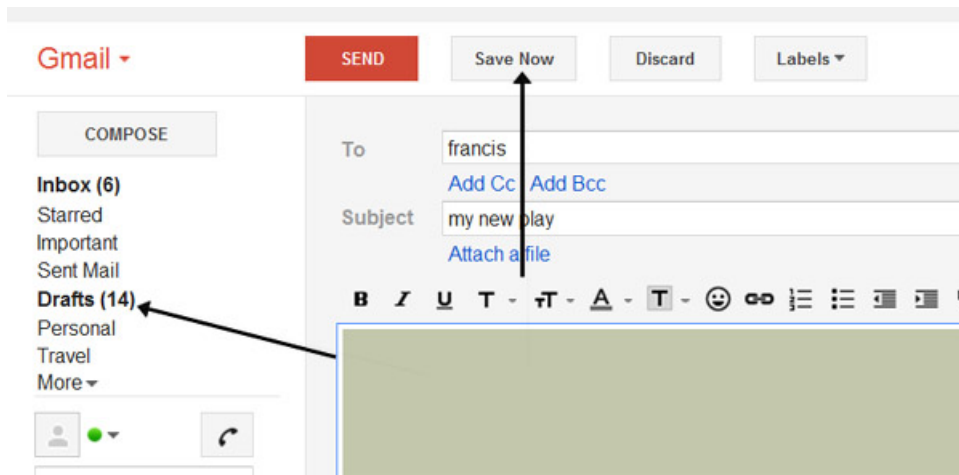 Gmail
SEND
Save Now
Discard
Labels
COMPOSE
Inbox (6)
Starred
Important
Sent Mail
Drafts (14)
Personal
Travel
More
To
francis
Add Cc Add Bcc
Subject
my new play
Attach a file
B I U T T A T